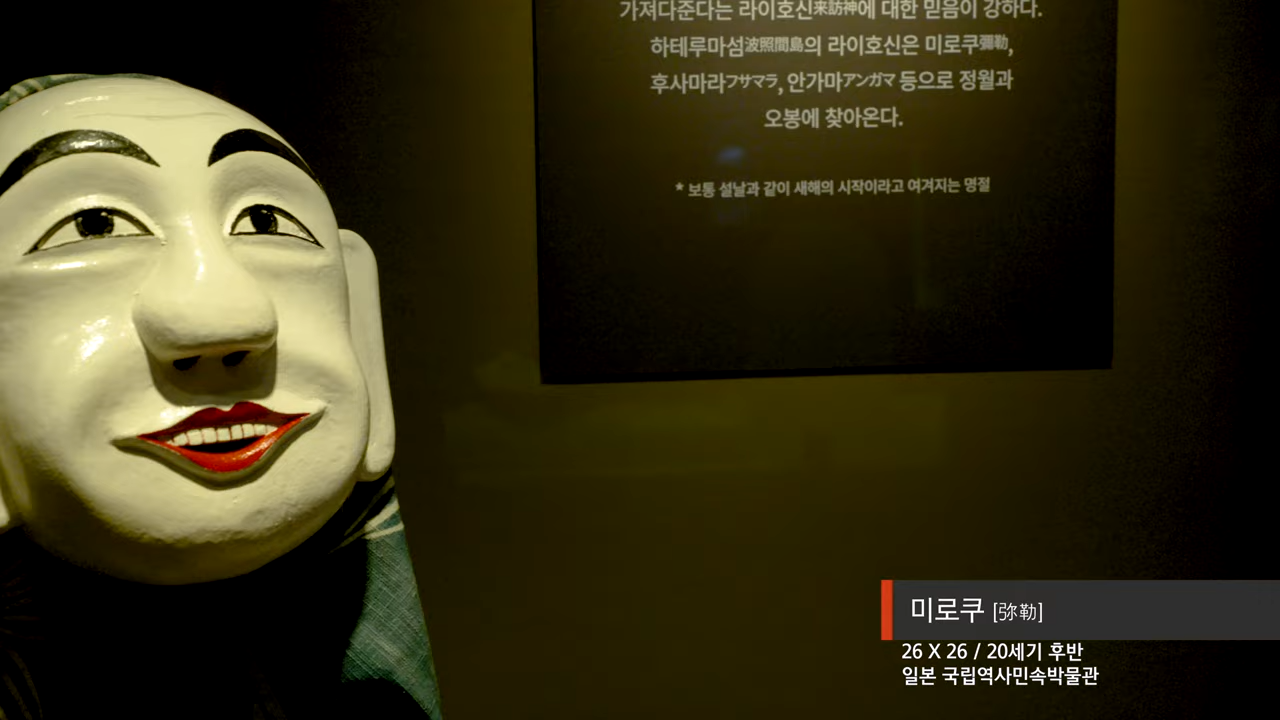 가져다준다는 라이호신来訪神에 대한 믿음이 강하다.
하테루마섬波照間島의 라이호신은 미로쿠彌勒,
후사마라フサマラ, 안가마アンガマ 등으로 정월과
오봉에 찾아온다.
* 보통 설날과 같이 새해의 시작이라고 여겨지는 명절
미로쿠 [弥勒]
26 X 26 / 20세기 후반
일본 국립역사민속박물관